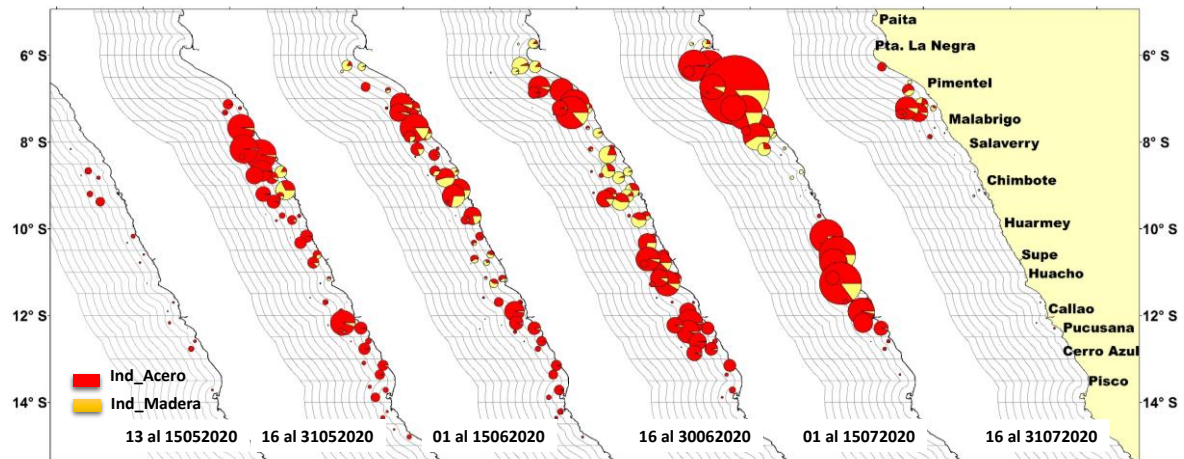 Paita
6° S
Pta. La Negra
6° S
Pimentel
Malabrigo
8° S
Salaverry
8° S
Chimbote
10° S
Huarmey
10° S
Supe
Huacho
Callao
12° S
Pucusana
12° S
Cerro Azul
Ind_Acero
Pisco
Ind_Madera
14° S
14° S
13 al 15052020
16 al 31052020
01 al 15062020
16 al 30062020
01 al 15072020
16 al 31072020